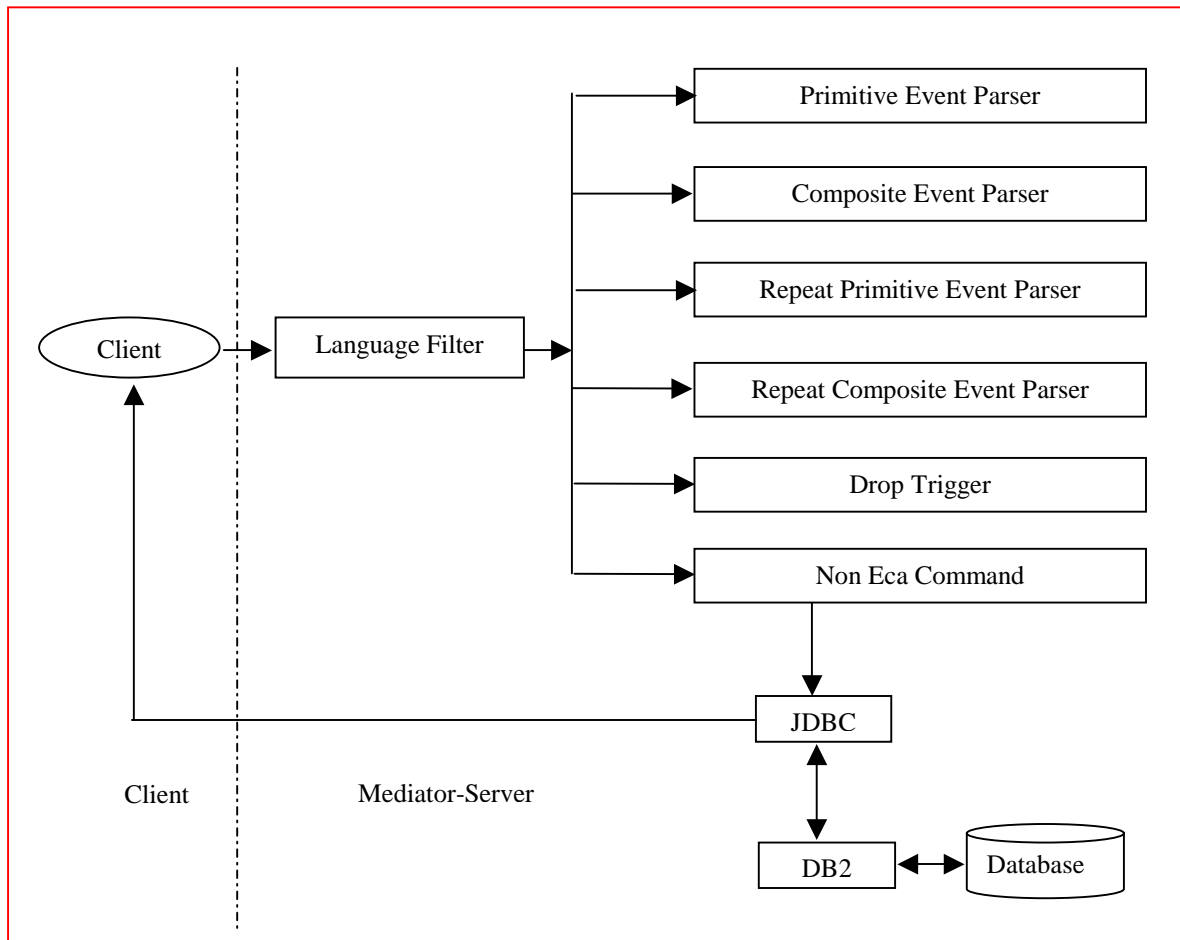 Primitive Event Parser
Composite Event Parser
Repeat Primitive Event Parser
Client
Language Filter
Repeat Composite Event Parser
Drop Trigger
Non Eca Command
JDBC
Client
Mediator-Server
DB2
Database